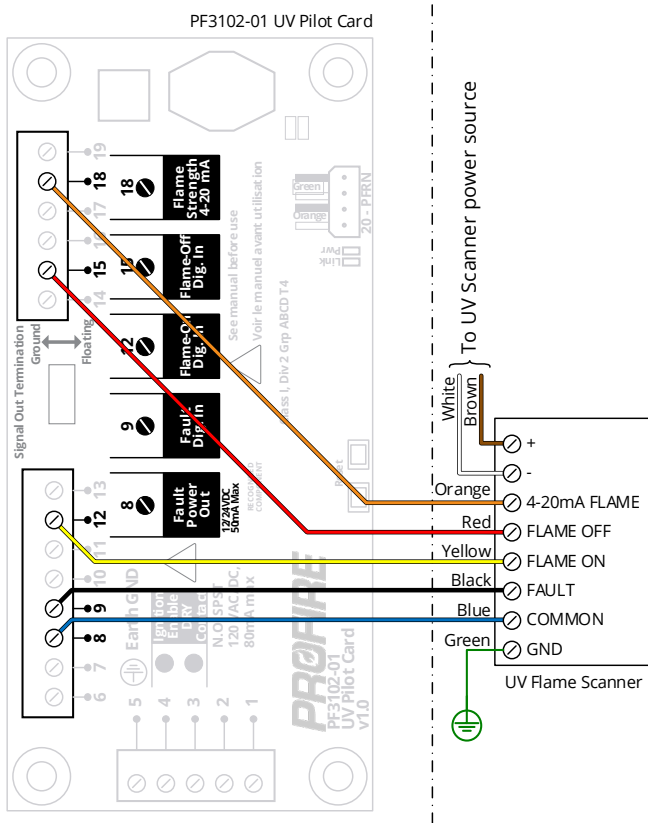 PF3102-01 UV Pilot Card
19
18
17
16
15
14
18
Flame
Strength
4-20 mA
15
Flame-Off
Dig. In
12
Flame-On
Dig. In
9
Fault
Dig. In
8
Fault
Power
Out
12/24VDC
50mA Max
See manual before use
Voir le manuel avant utilisation
Class I, Div 2 Grp ABCD T4
RECOGNIZED
COMPONENT
Green
Orange
20 - PFRN
Link
Pwr
Reset
Signal Out Termination
Ground
Floating
13
12
11
10
9
8
7
6
Earth GND
Ignition
Enable
DRY
Contact
N.O. SPST
120 VAC/DC,
80mA max
PROFIRE
PF3102-01
UV Pilot Card
v1.0
5
4
3
2
1
To UV Scanner power source
White
Brown
+
-
Orange
4-20mA FLAME
Red
FLAME OFF
Yellow
FLAME ON
Black
FAULT
Blue
COMMON
Green
GND
UV Flame Scanner